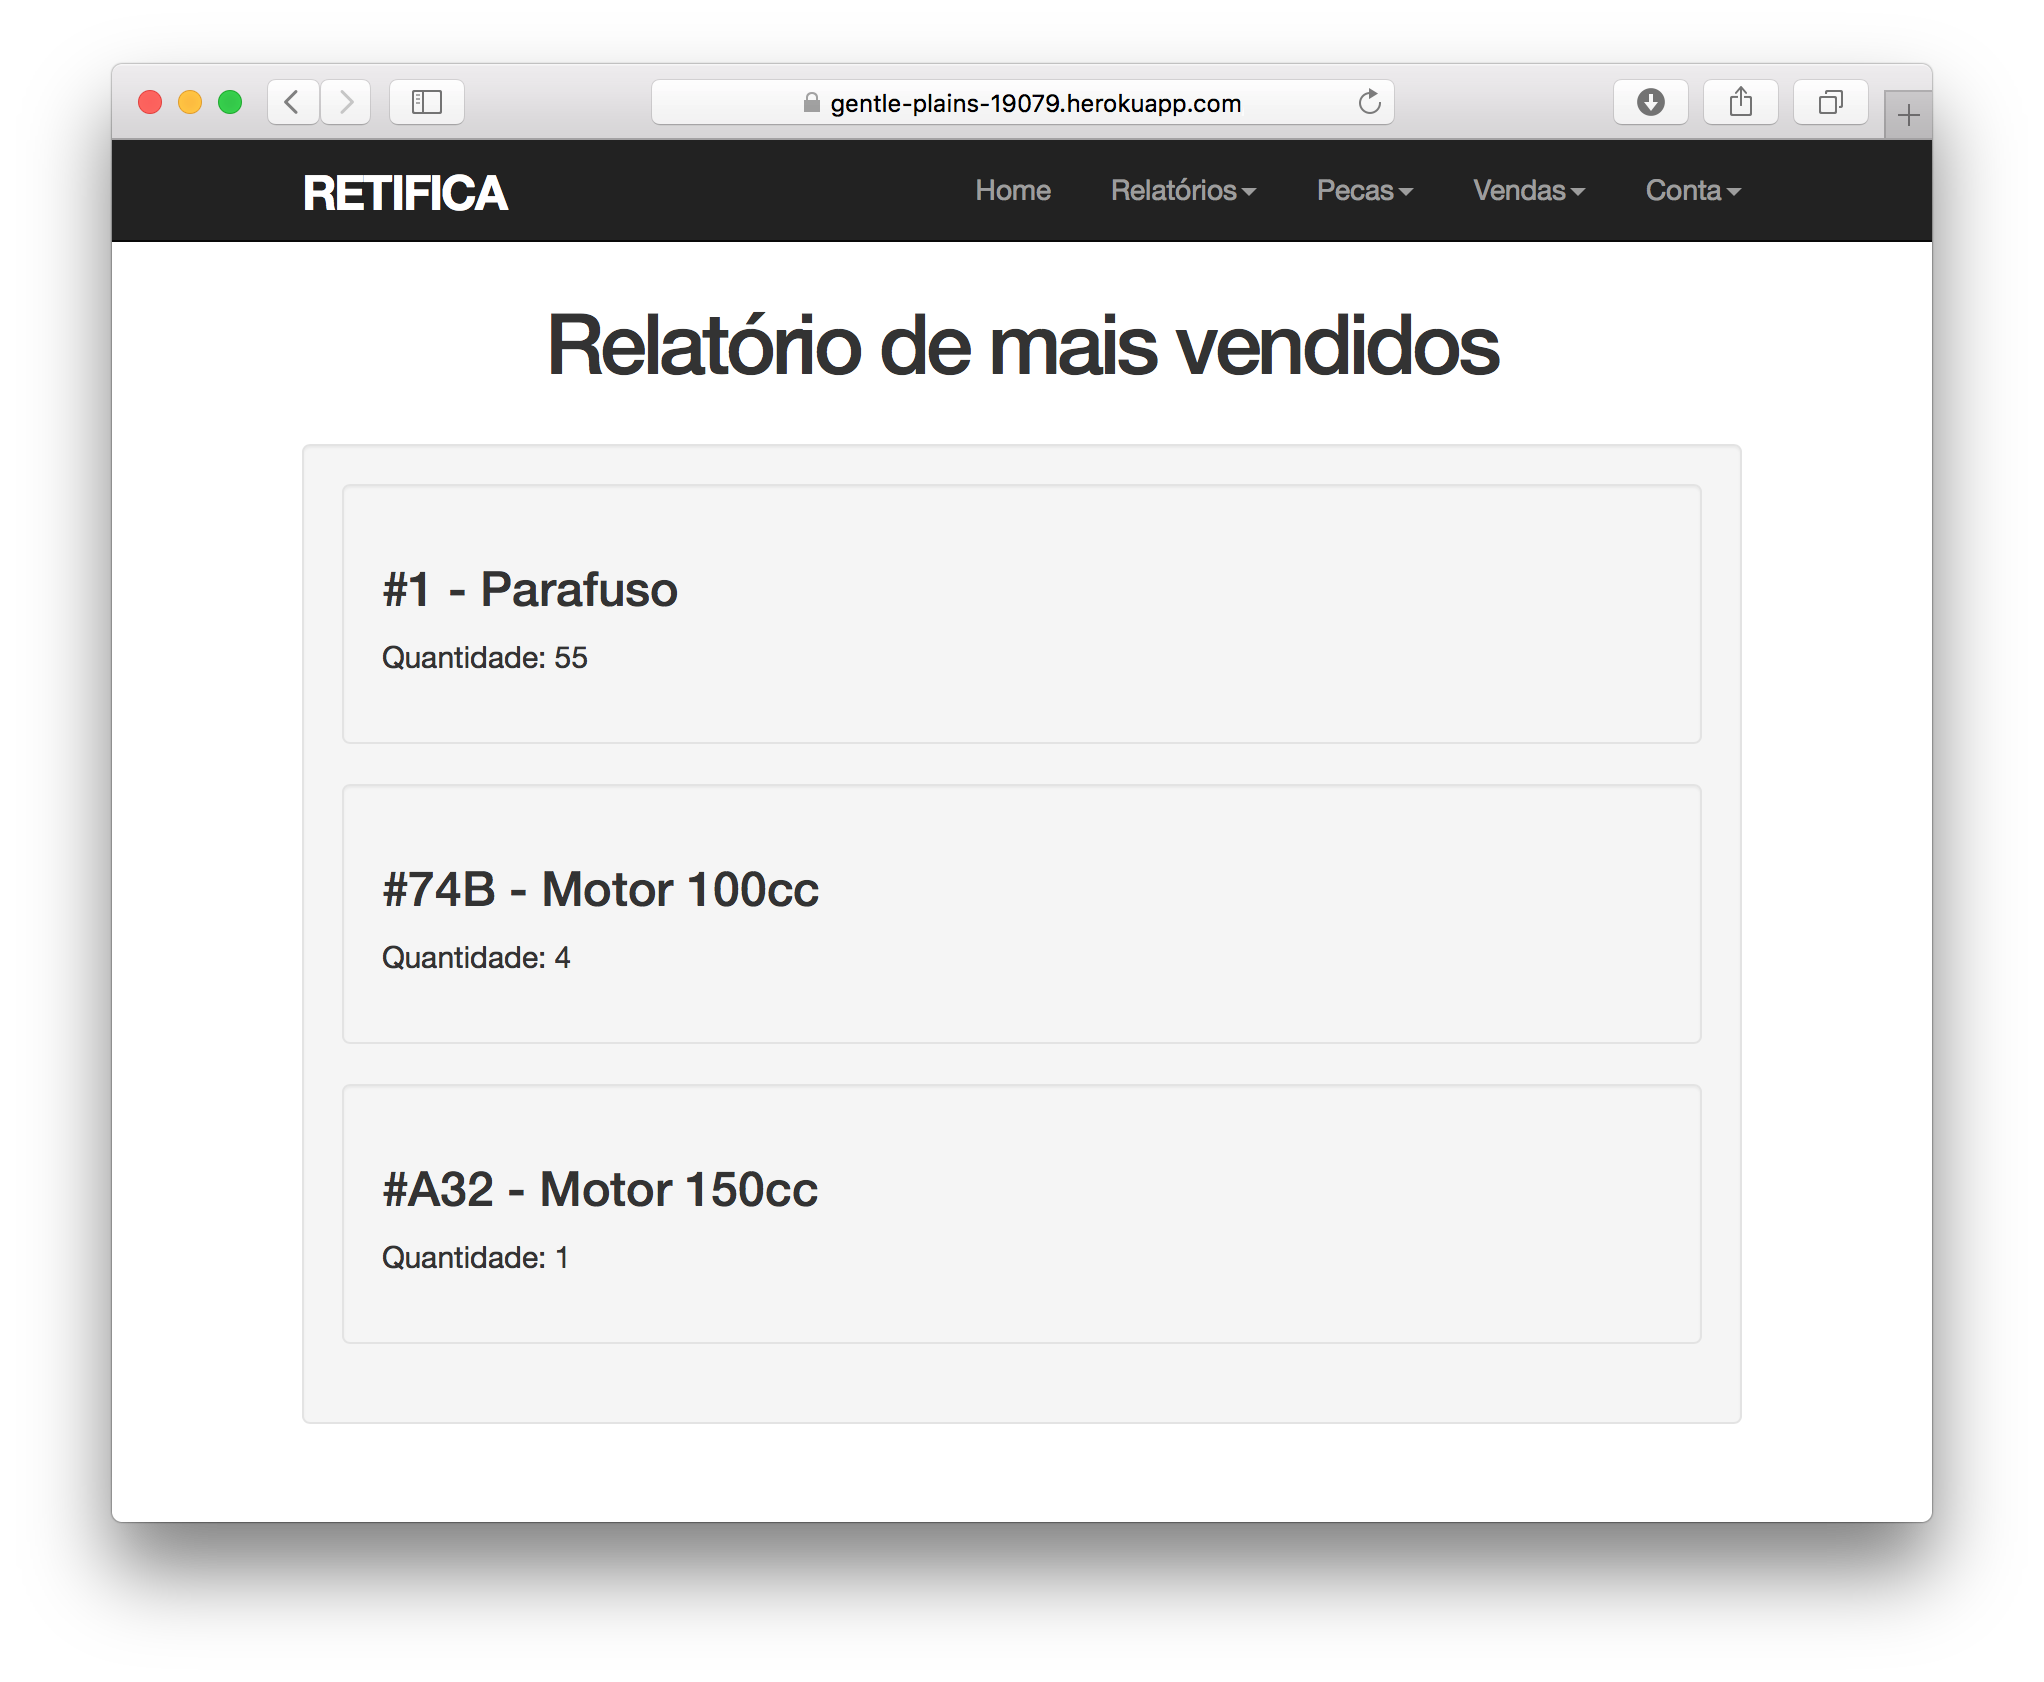 gentle-plains-19079.herokuapp.com
RETIFICA Home Relatórios Pecas Vendas Conta
Relatório de mais vendidos
#1 - Parafuso
Quantidade: 55
#74B - Motor 100cc
Quantidade: 4
#A32 - Motor 150cc
Quantidade: 1